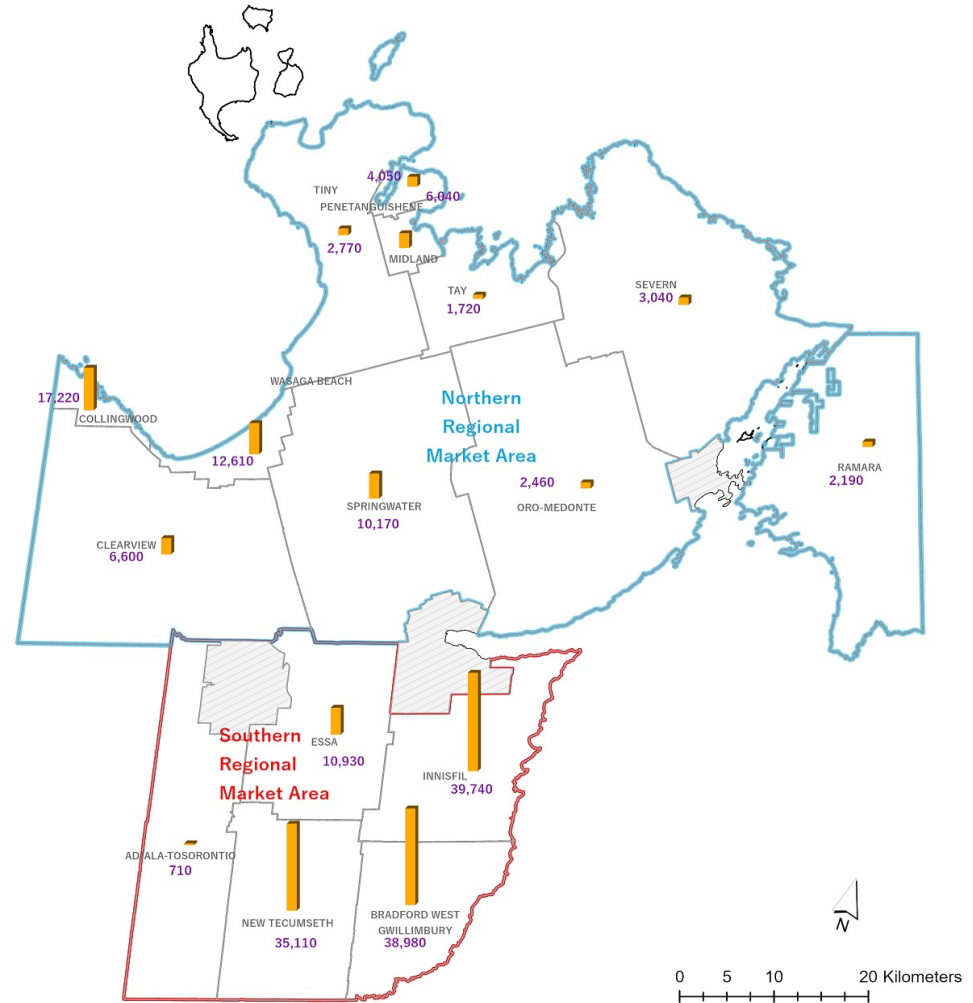 4,050
6,040
TINY
PENETANGUISHENE
2,770
MIDLAND
TAY
1,720
SEVERN
3,040
WASAGA BEACH
17,220
COLLINGWOOD
12,610
Northern
Regional
Market Area
SPRINGWATER
10,170
2,460
ORO-MEDONTE
RAMARA
2,190
CLEARVIEW
6,600
Southern
Regional
Market Area
ESSA
10,930
INNISFIL
39,740
ADJALA-TOSORONTIO
710
NEW TECUMSETH
35,110
BRADFORD WEST
GWILLIMBURY
38,980
N
0 5 10 20 Kilometers